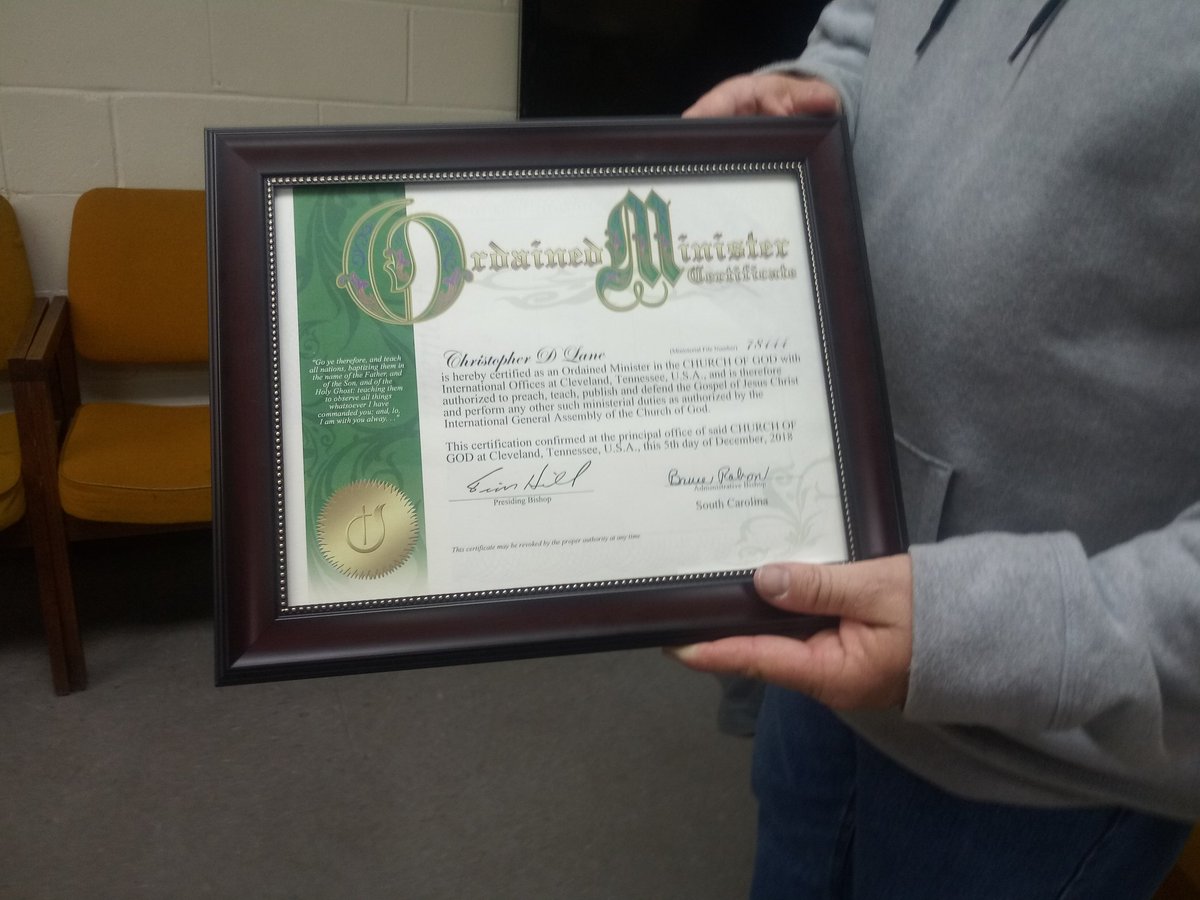 Ordained Minister
Certificate
"Go ye therefore, and teach
all nations, baptizing them in
the name of the Father, and
of the Son, and of the
Holy Ghost: teaching them
to observe all things
whatsoever I have
commanded you: and, lo,
I am with you alway. . ."
Christopher D Lane
(Ministerial File Number)
is hereby certified as an Ordained Minister in the CHURCH OF GOD with
International Offices at Cleveland, Tennessee, U.S.A., and is therefore
authorized to preach, teach, publish and defend the Gospel of Jesus Christ
and perform any other such ministerial duties as authorized by the
International General Assembly of the Church of God.
This certification confirmed at the principal office of said CHURCH OF
GOD at Cleveland, Tennessee, U.S.A., this 5th day of December, 2018
Tim Hill
Presiding Bishop
Administrative Bishop
South Carolina
This certificate may be revoked by the proper authority at any time